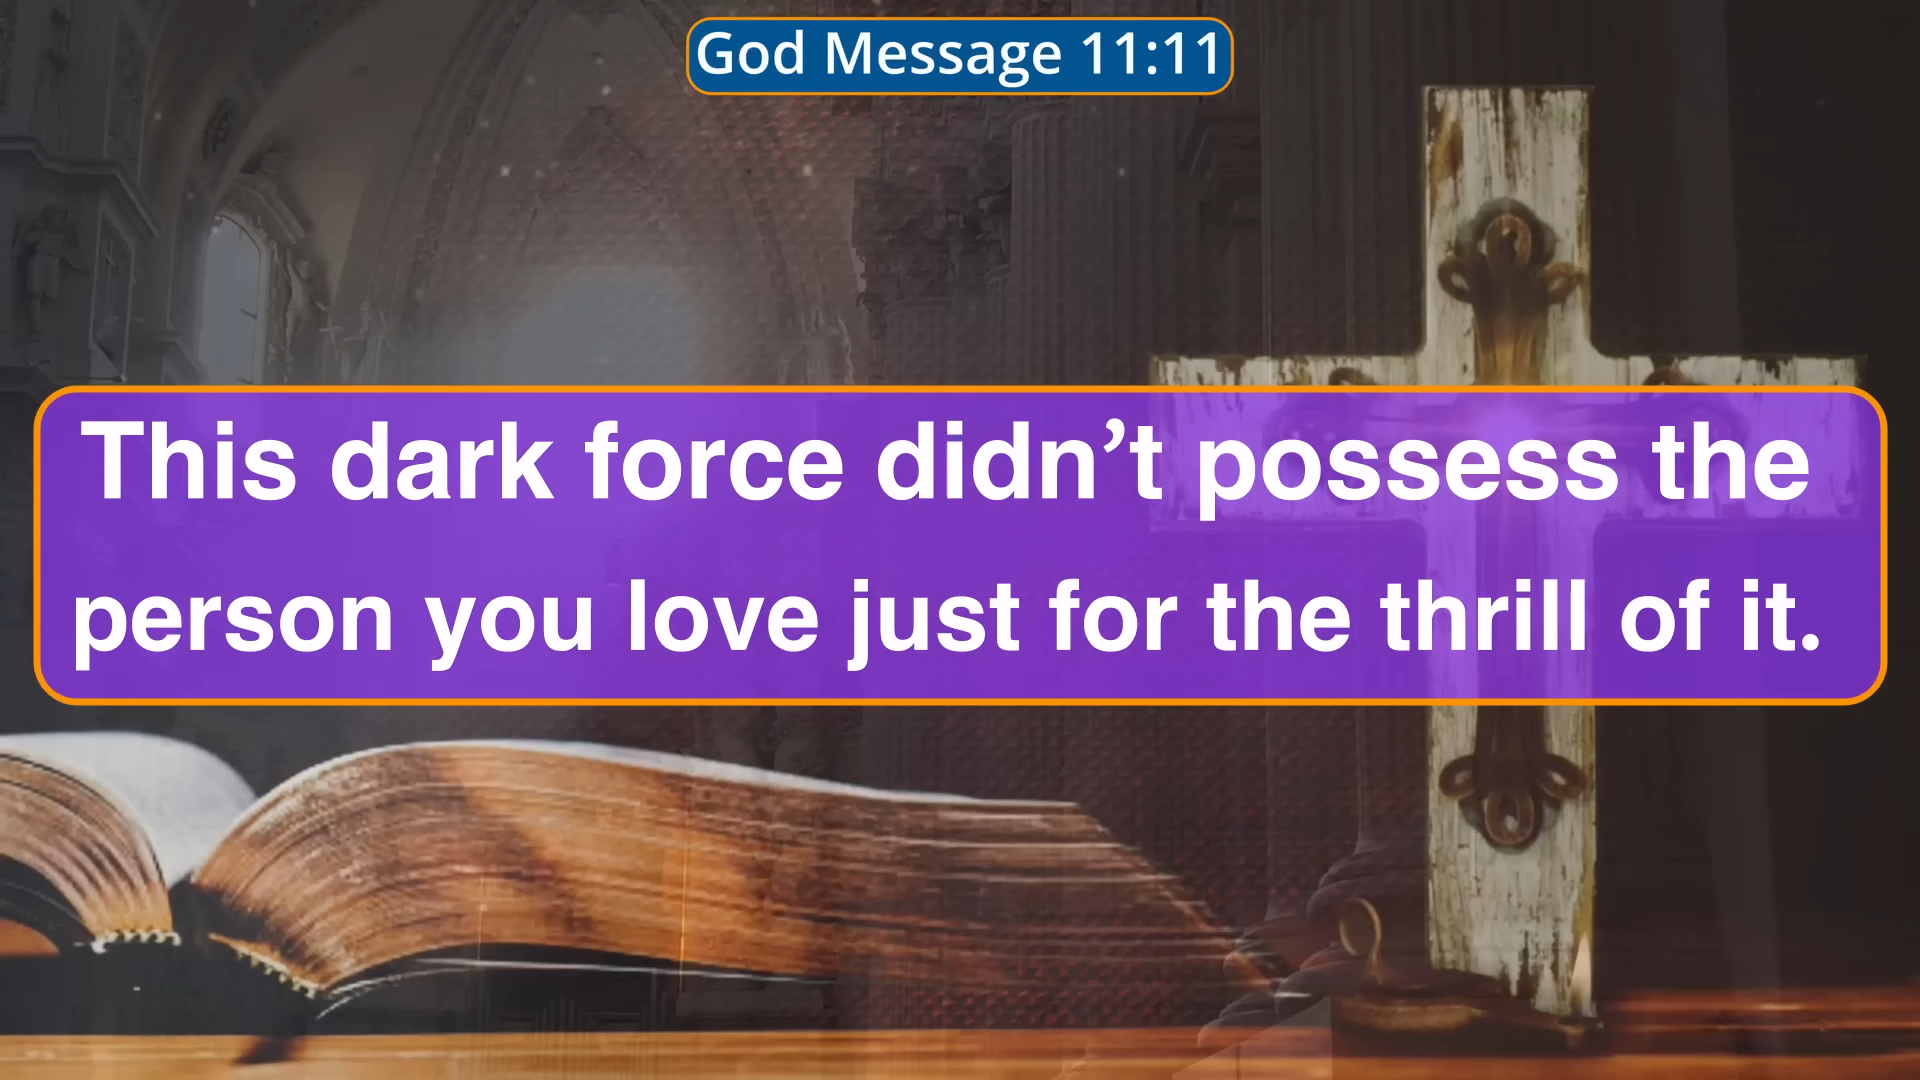 God Message 11:11
This dark force didn’t possess the
person you love just for the thrill of it.